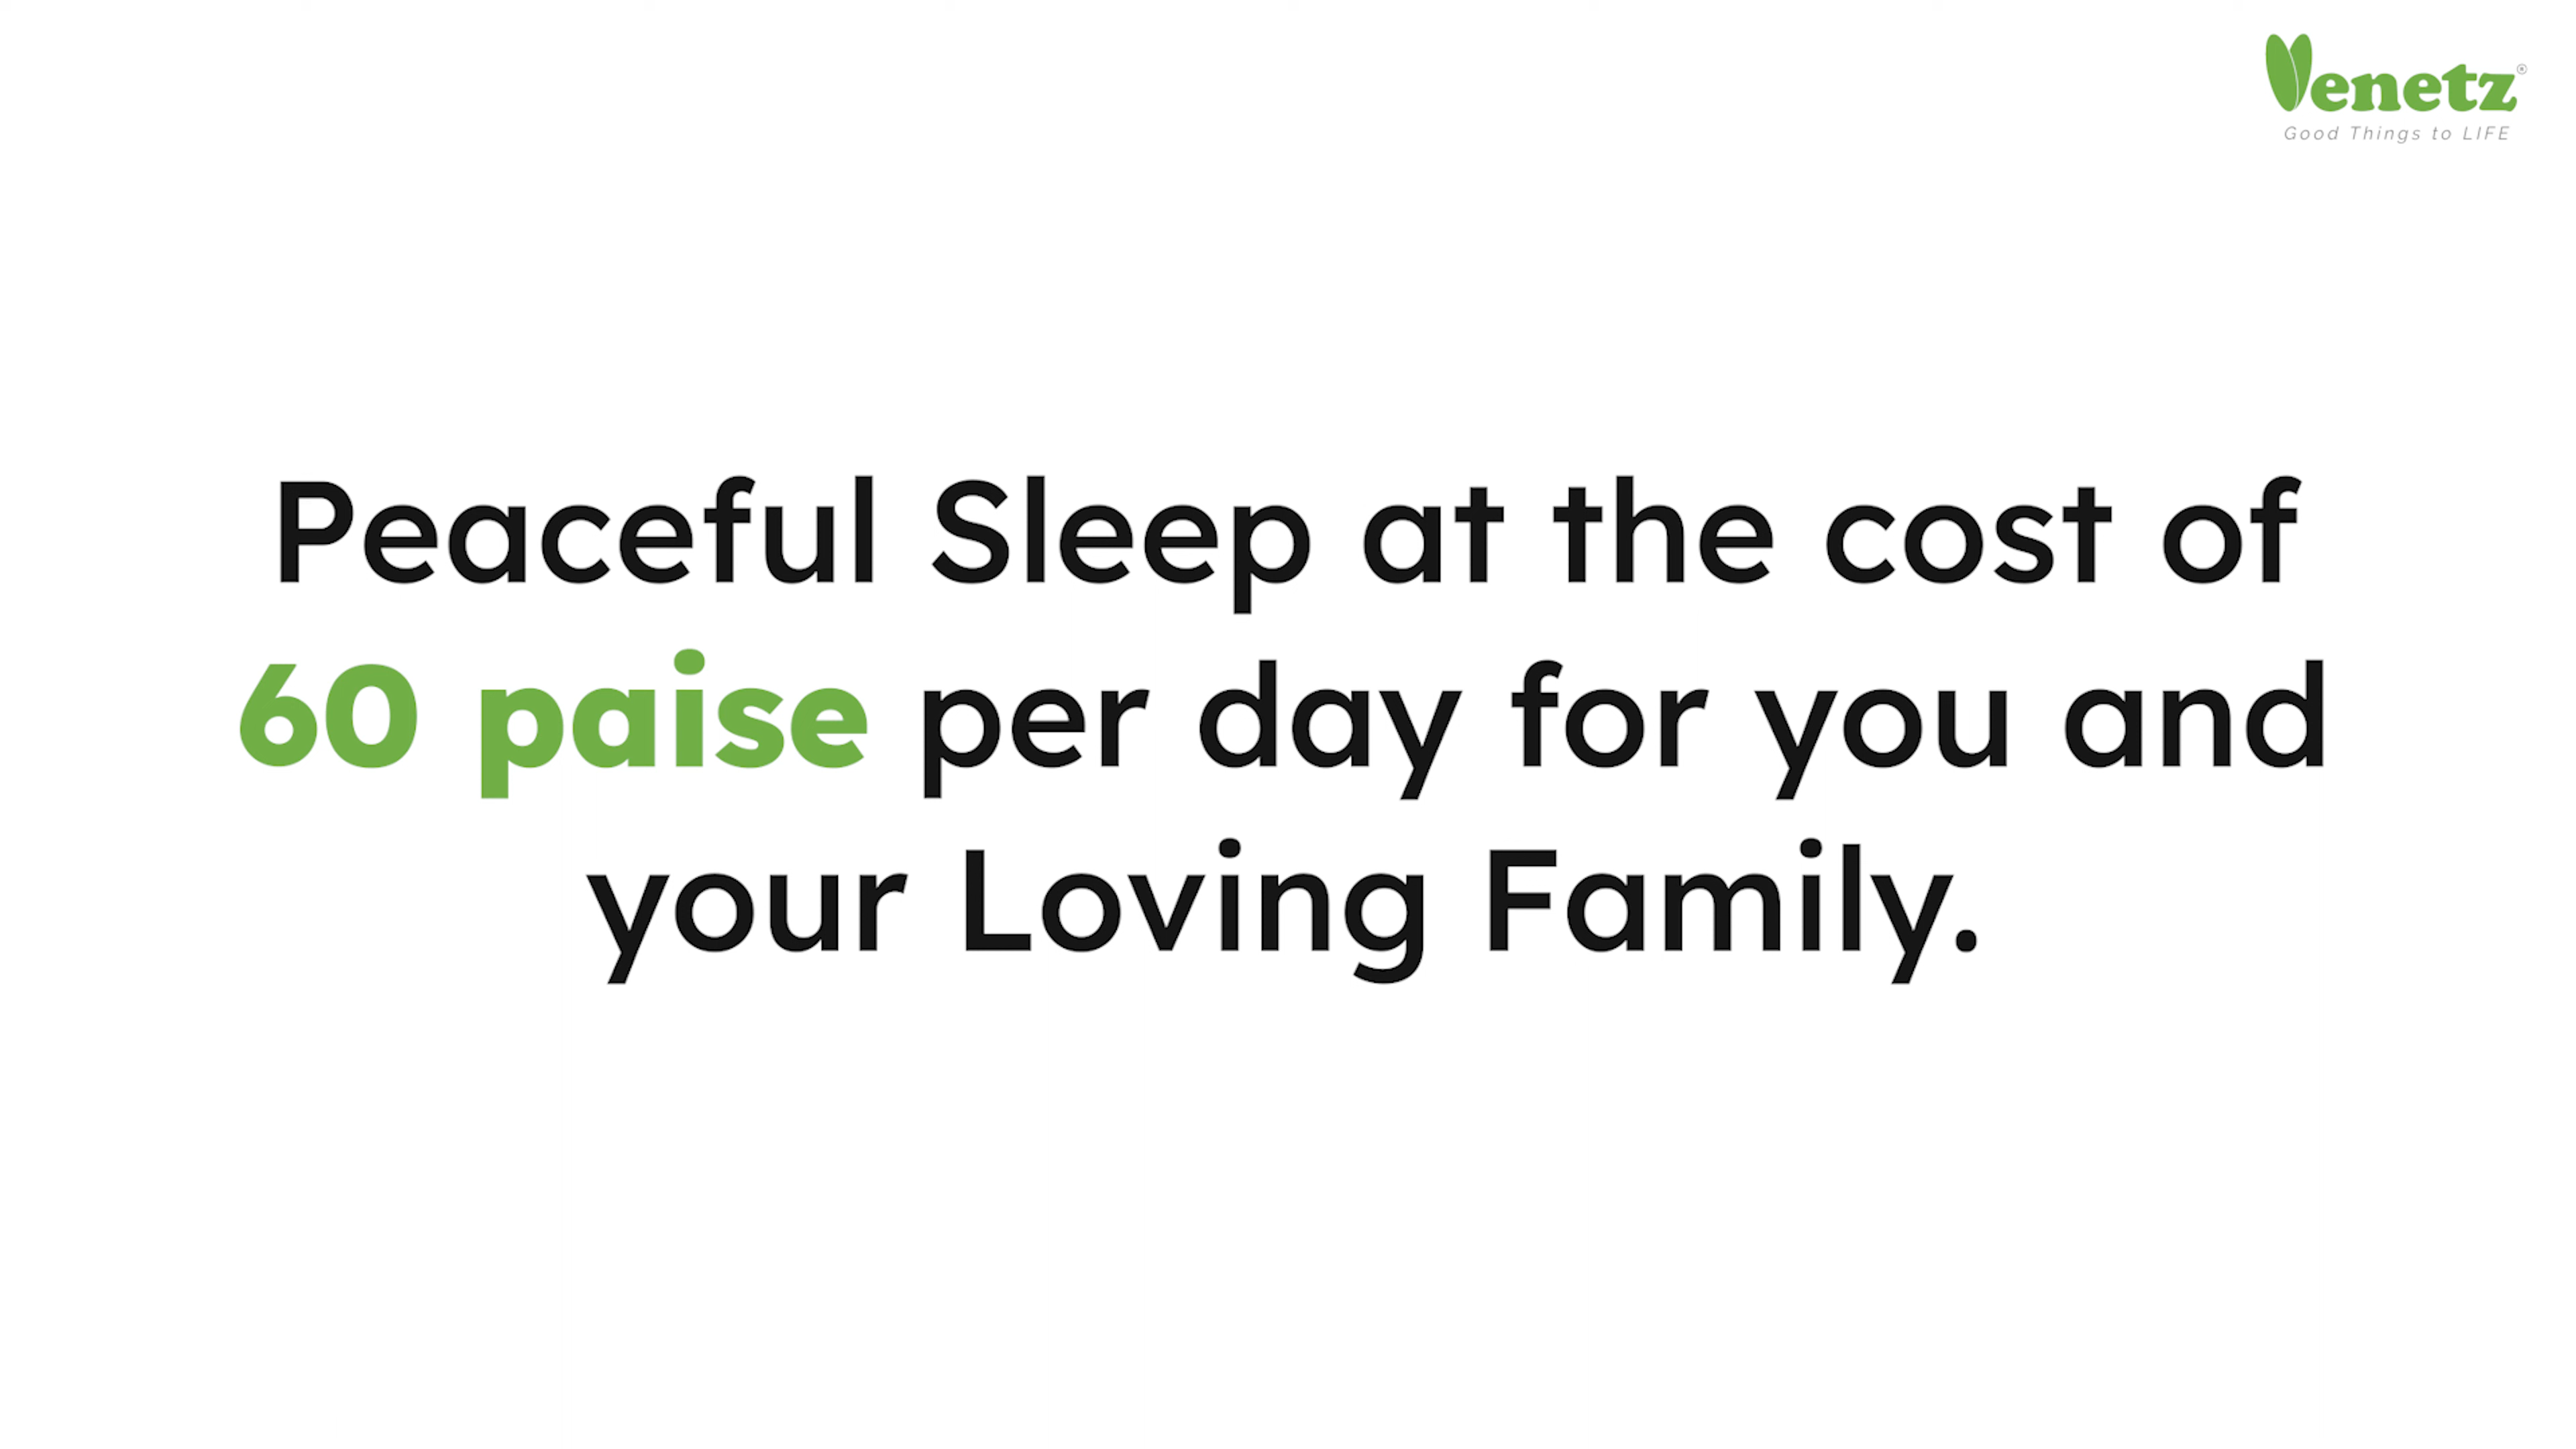 Venetz®
Good Things to LIFE
Peaceful Sleep at the cost of
60 paise per day for you and
your Loving Family.